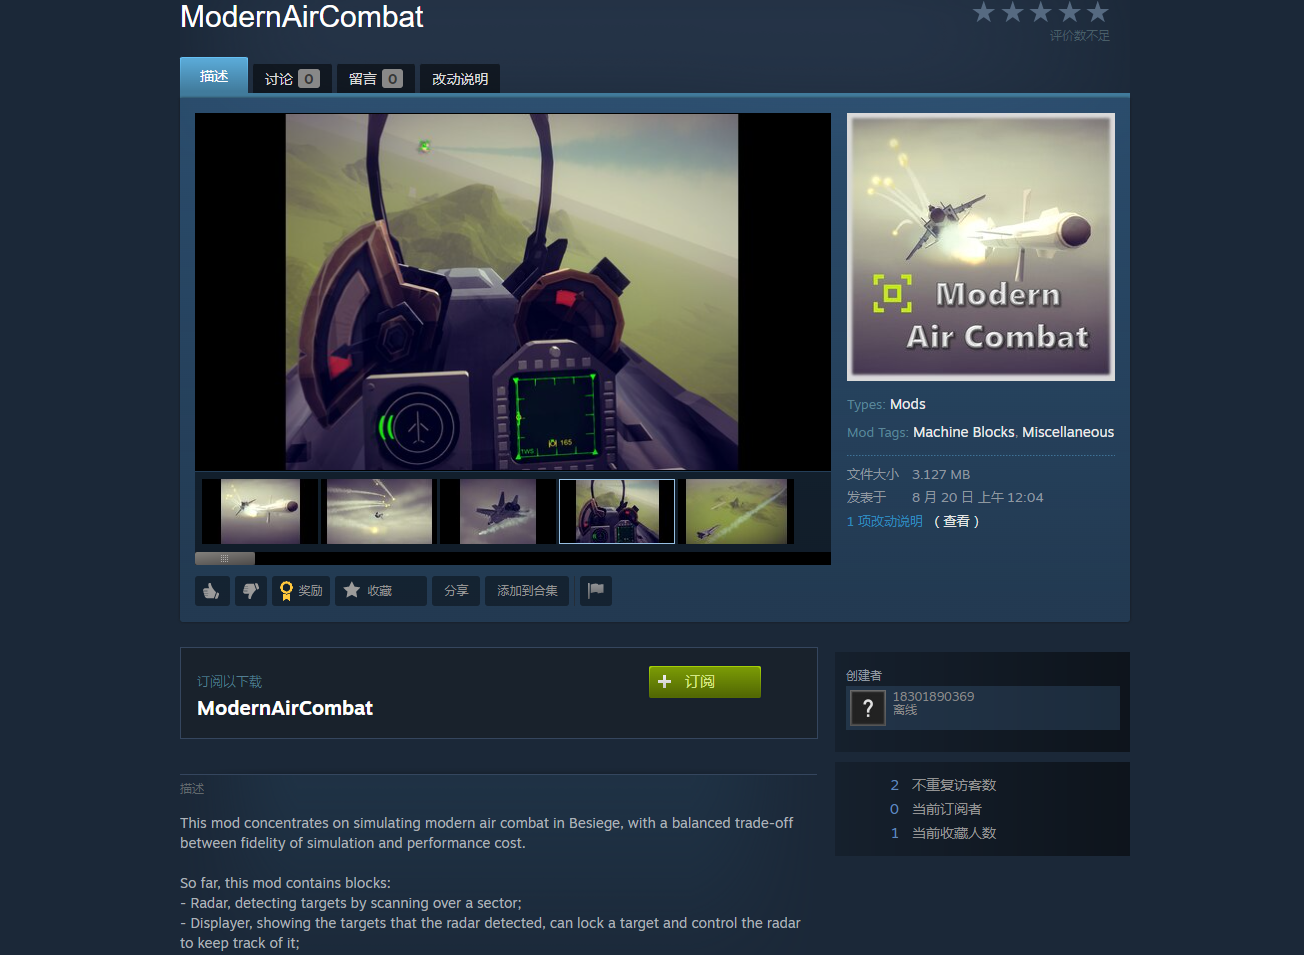 ModernAirCombat
评价数不足
描述
讨论 0
留言 0
改动说明
TWS
165
Modern
Air Combat
Types: Mods
Mod Tags: Machine Blocks, Miscellaneous
文件大小 3.127 MB
发表于 8 月 20 日 上午 12:04
1 项改动说明 ( 查看 )
奖励
收藏
分享
添加到合集
订阅以下载
ModernAirCombat
订阅
创建者
?
18301890369
离线
2 不重复访客数
0 当前订阅者
1 当前收藏人数
描述
This mod concentrates on simulating modern air combat in Besiege, with a balanced trade-off
between fidelity of simulation and performance cost.
So far, this mod contains blocks:
- Radar, detecting targets by scanning over a sector;
- Displayer, showing the targets that the radar detected, can lock a target and control the radar
to keep track of it;